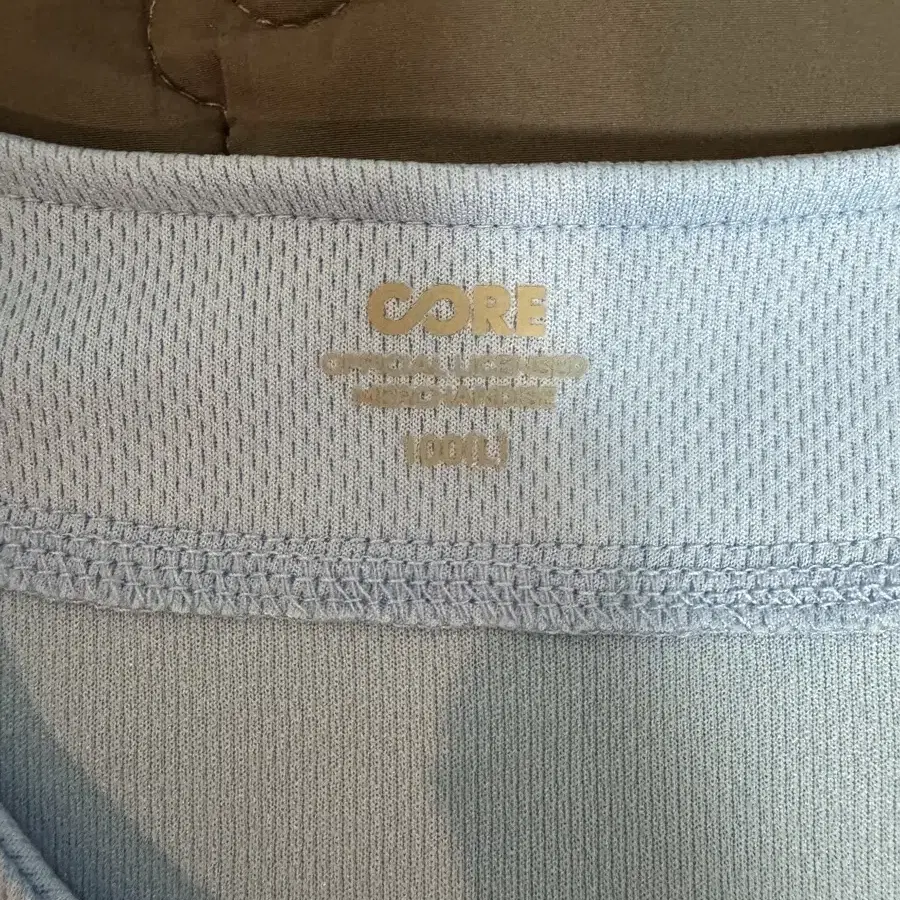 CORE
OFFICIAL LICENSED
MERCHANDISE
100(L)